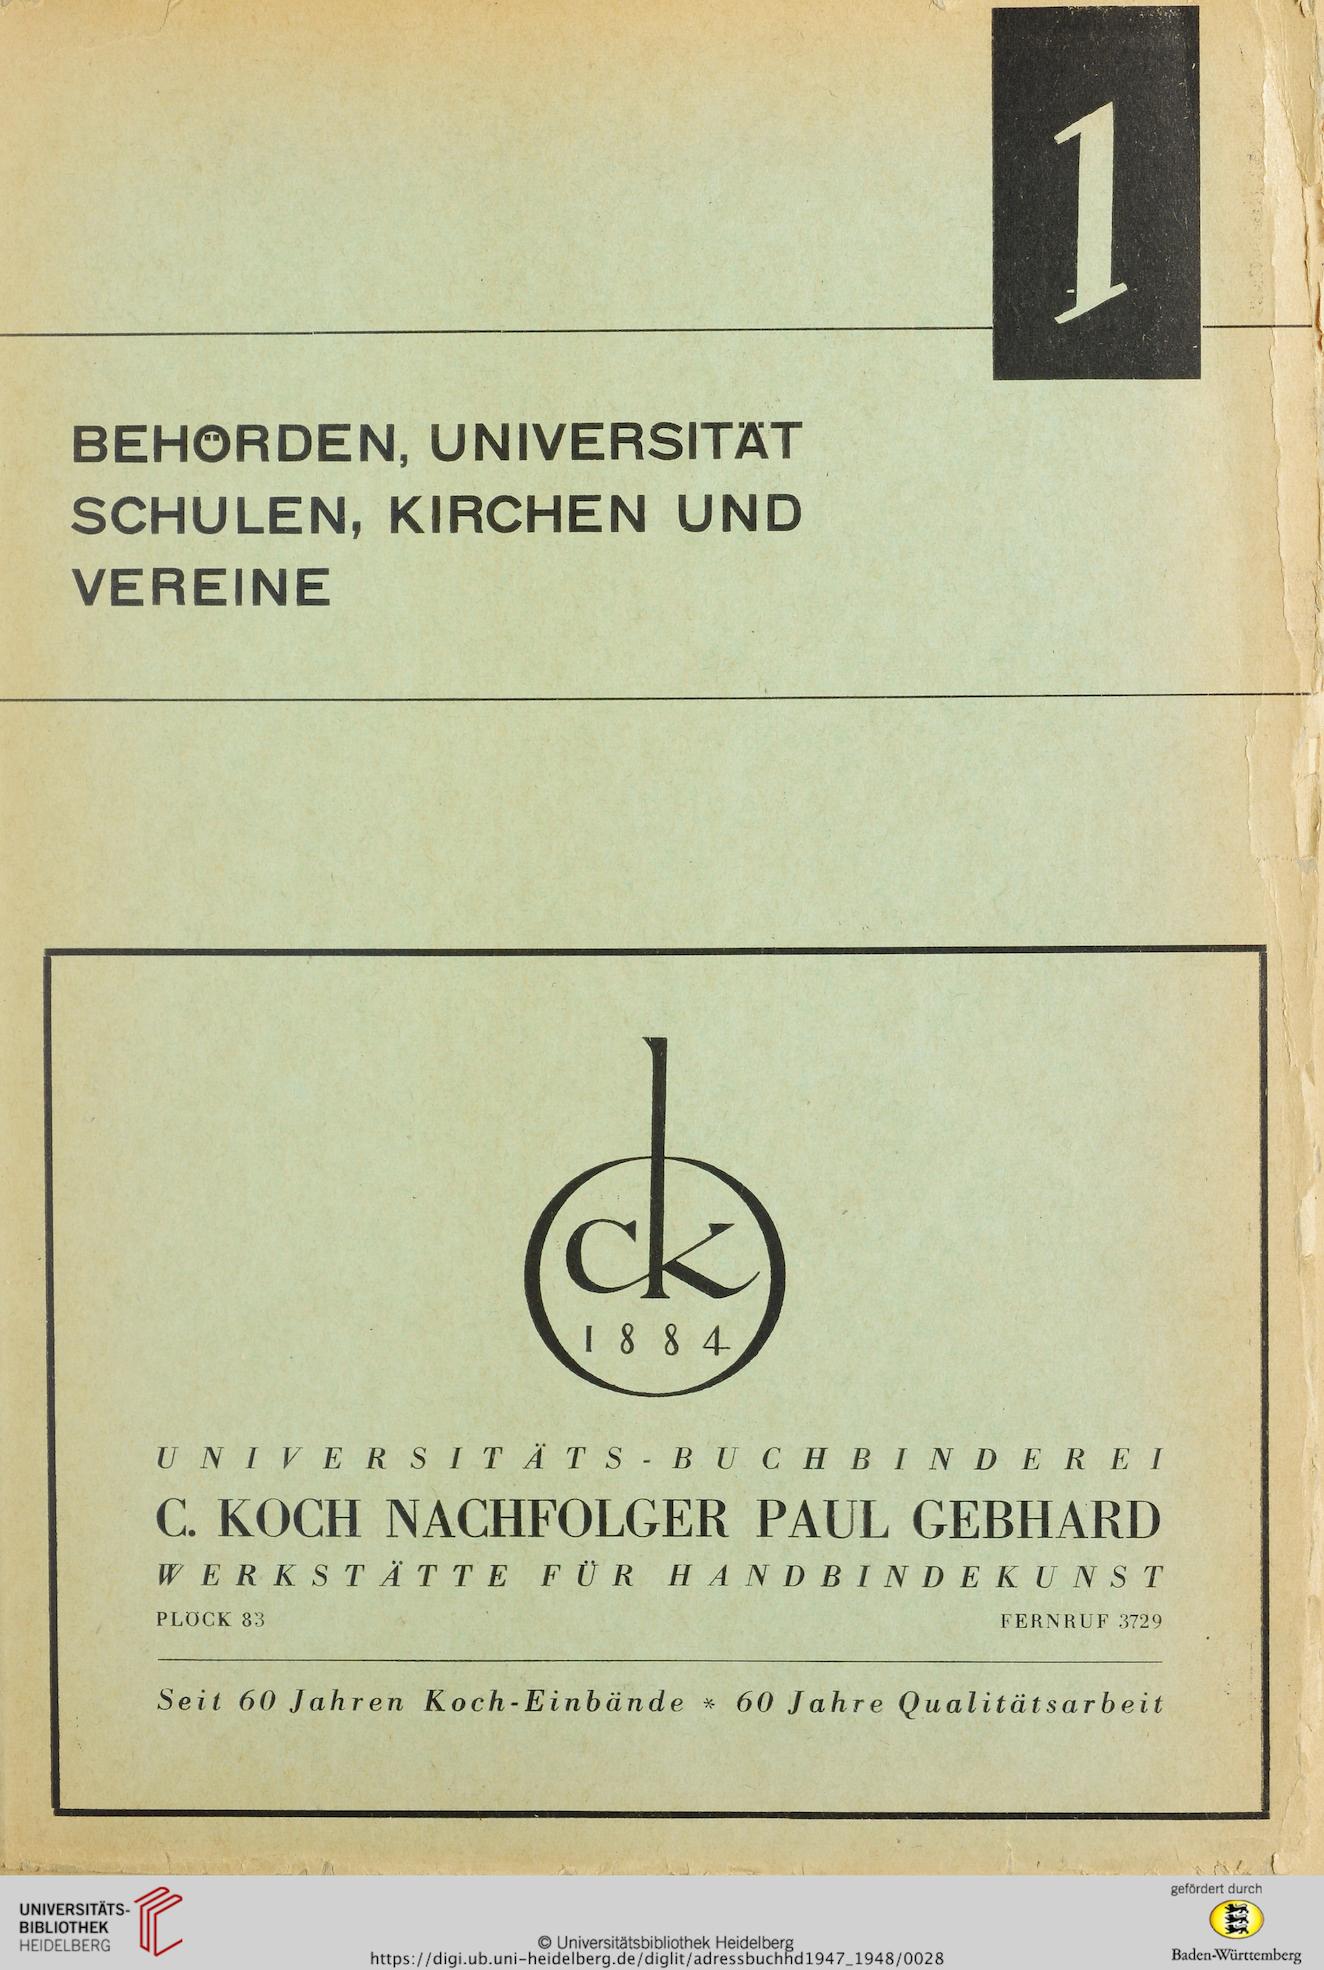 1
BEHÖRDEN, UNIVERSITÄT
SCHULEN, KIRCHEN UND
VEREINE
ck
1884
UNIVERSITÄTS-BUCHBINDEREI
C. KOCH NACHFOLGER PAUL GEBHARD
WERKSTÄTTE FÜR HANDBINDEKUNST
PLÖCK 83 FERNRUF 3729
Seit 60 Jahren Koch-Einbände * 60 Jahre Qualitätsarbeit
UNIVERSITÄTS-
BIBLIOTHEK
HEIDELBERG
© Universitätsbibliothek Heidelberg
https://digi.ub.uni-heidelberg.de/diglit/adressbuchhd1947_1948/0028
gefördert durch
Baden-Württemberg